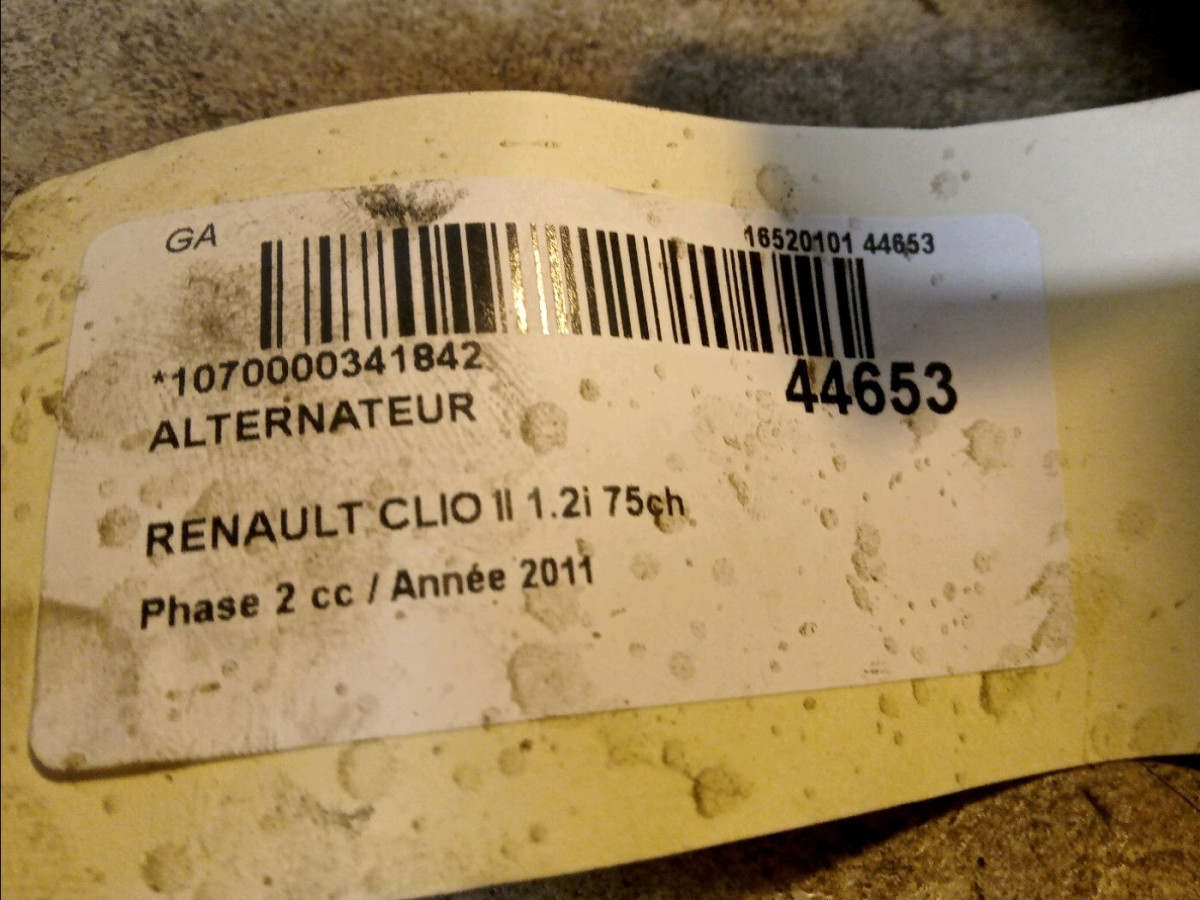 GA
16520101 44653
*1070000341842
44653
ALTERNATEUR
RENAULT CLIO II 1.2i 75ch
Phase 2 cc / Année 2011